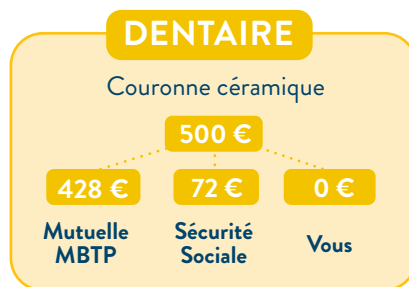 DENTAIRE
Couronne céramique
500 €
428 € 72 € 0 €
Mutuelle Sécurité Vous
MBTP Sociale